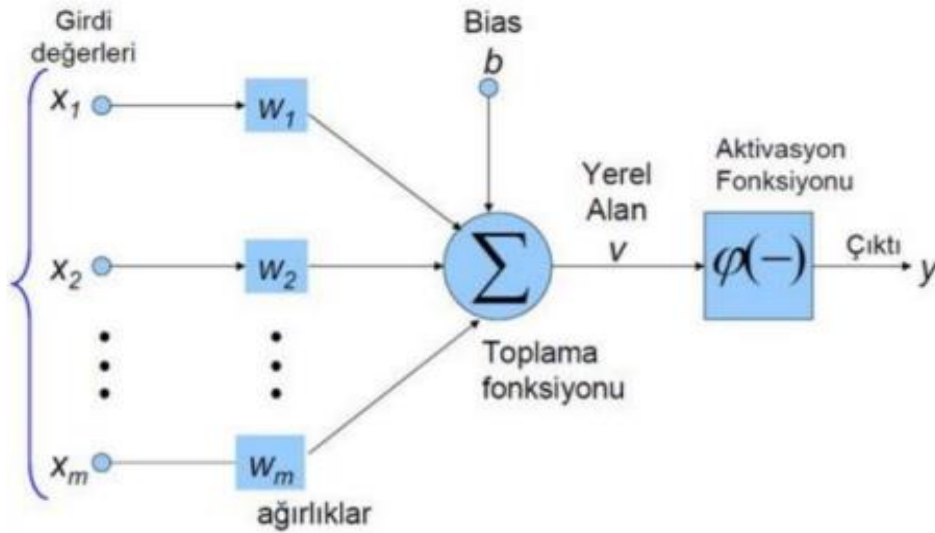 Girdi
değerleri
x1
w1
Bias
b
x2
w2
∑
Yerel
Alan
v
Aktivasyon
Fonksiyonu
φ(−)
Çıktı
y
Toplama
fonksiyonu
xm
wm
ağırlıklar